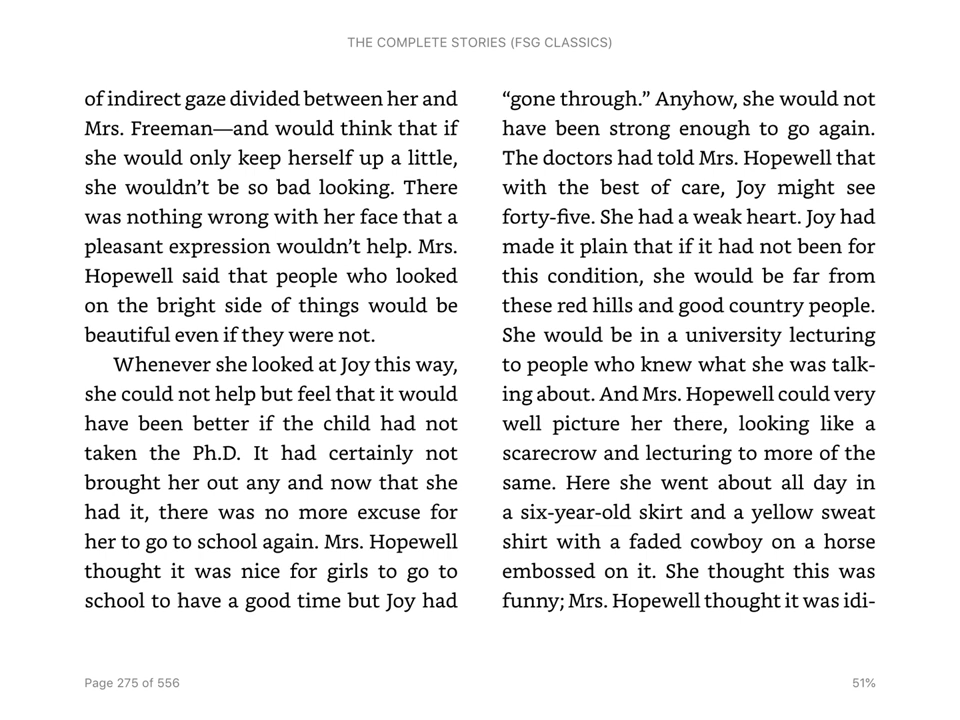 THE COMPLETE STORIES (FSG CLASSICS)
of indirect gaze divided between her and
Mrs. Freeman—and would think that if
she would only keep herself up a little,
she wouldn’t be so bad looking. There
was nothing wrong with her face that a
pleasant expression wouldn’t help. Mrs.
Hopewell said that people who looked
on the bright side of things would be
beautiful even if they were not.
Whenever she looked at Joy this way,
she could not help but feel that it would
have been better if the child had not
taken the Ph.D. It had certainly not
brought her out any and now that she
had it, there was no more excuse for
her to go to school again. Mrs. Hopewell
thought it was nice for girls to go to
school to have a good time but Joy had
“gone through.” Anyhow, she would not
have been strong enough to go again.
The doctors had told Mrs. Hopewell that
with the best of care, Joy might see
forty-five. She had a weak heart. Joy had
made it plain that if it had not been for
this condition, she would be far from
these red hills and good country people.
She would be in a university lecturing
to people who knew what she was talk-
ing about. And Mrs. Hopewell could very
well picture her there, looking like a
scarecrow and lecturing to more of the
same. Here she went about all day in
a six-year-old skirt and a yellow sweat
shirt with a faded cowboy on a horse
embossed on it. She thought this was
funny; Mrs. Hopewell thought it was idi-
Page 275 of 556
51%